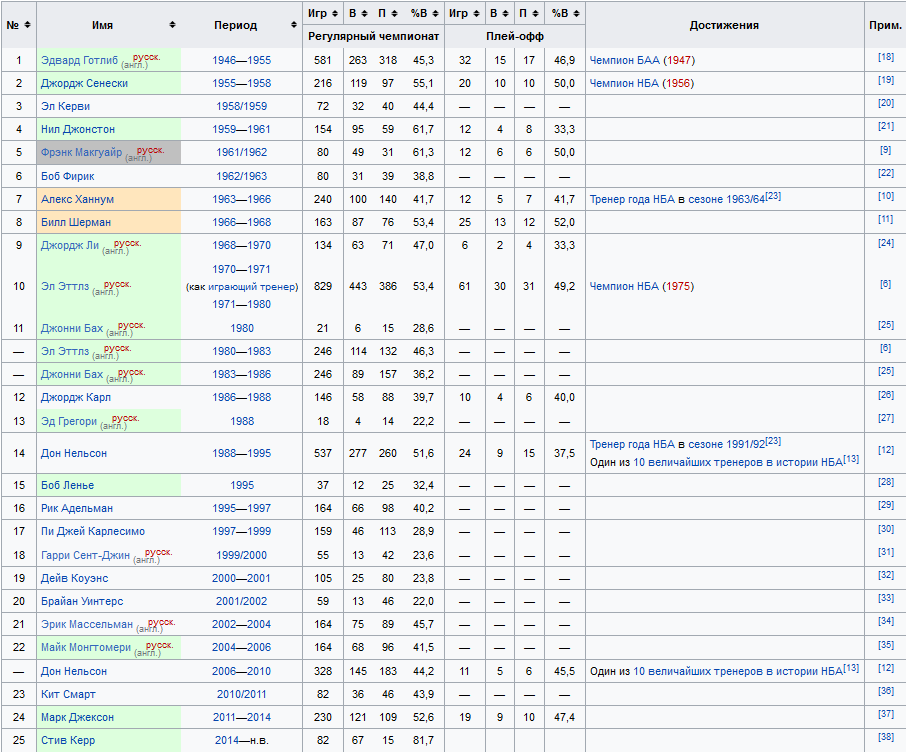 № Имя Период Игр В П %В Игр В П %В Достижения Прим.
Регулярный чемпионат Плей-офф
1 Эдвард Готлиб русск. (англ.) 1946—1955 581 263 318 45,3 32 15 17 46,9 Чемпион БАА (1947) [18]
2 Джордж Сенески 1955—1958 216 119 97 55,1 20 10 10 50,0 Чемпион НБА (1956) [19]
3 Эл Керви 1958/1959 72 32 40 44,4 — — — — [20]
4 Нил Джонстон 1959—1961 154 95 59 61,7 12 4 8 33,3 [21]
5 Фрэнк Макгуайр русск. (англ.) 1961/1962 80 49 31 61,3 12 6 6 50,0 [9]
6 Боб Фирик 1962/1963 80 31 39 38,8 — — — — [22]
7 Алекс Ханнум 1963—1966 240 100 140 41,7 12 5 7 41,7 Тренер года НБА в сезоне 1963/64[23] [10]
8 Билл Шерман 1966—1968 163 87 76 53,4 25 13 12 52,0 [11]
9 Джордж Ли русск. (англ.) 1968—1970 134 63 71 47,0 6 2 4 33,3 [24]
1970—1971
10 Эл Эттлз русск. (англ.) (как играющий тренер) 829 443 386 53,4 61 30 31 49,2 Чемпион НБА (1975) [6]
1971—1980
11 Джонни Бах русск. (англ.) 1980 21 6 15 28,6 — — — — [25]
— Эл Эттлз русск. (англ.) 1980—1983 246 114 132 46,3 — — — — [6]
— Джонни Бах русск. (англ.) 1983—1986 246 89 157 36,2 — — — — [25]
12 Джордж Карл 1986—1988 146 58 88 39,7 10 4 6 40,0 [26]
13 Эд Грегори русск. (англ.) 1988 18 4 14 22,2 — — — — [27]
Тренер года НБА в сезоне 1991/92[23]
14 Дон Нельсон 1988—1995 537 277 260 51,6 24 9 15 37,5 [12]
Один из 10 величайших тренеров в истории НБА[13]
15 Боб Ленье 1995 37 12 25 32,4 — — — — [28]
16 Рик Адельман 1995—1997 164 66 98 40,2 — — — — [29]
17 Пи Джей Карлесимо 1997—1999 159 46 113 28,9 — — — — [30]
18 Гарри Сент-Джин русск. (англ.) 1999/2000 55 13 42 23,6 — — — — [31]
19 Дейв Коуэнс 2000—2001 105 25 80 23,8 — — — — [32]
20 Брайан Уинтерс 2001/2002 59 13 46 22,0 — — — — [33]
21 Эрик Массельман русск. (англ.) 2002—2004 164 75 89 45,7 — — — — [34]
22 Майк Монгтомери русск. (англ.) 2004—2006 164 68 96 41,5 — — — — [35]
— Дон Нельсон 2006—2010 328 145 183 44,2 11 5 6 45,5 Один из 10 величайших тренеров в истории НБА[13] [12]
23 Кит Смарт 2010/2011 82 36 46 43,9 — — — — [36]
24 Марк Джексон 2011—2014 230 121 109 52,6 19 9 10 47,4 [37]
25 Стив Керр 2014—н.в. 82 67 15 81,7 [38]